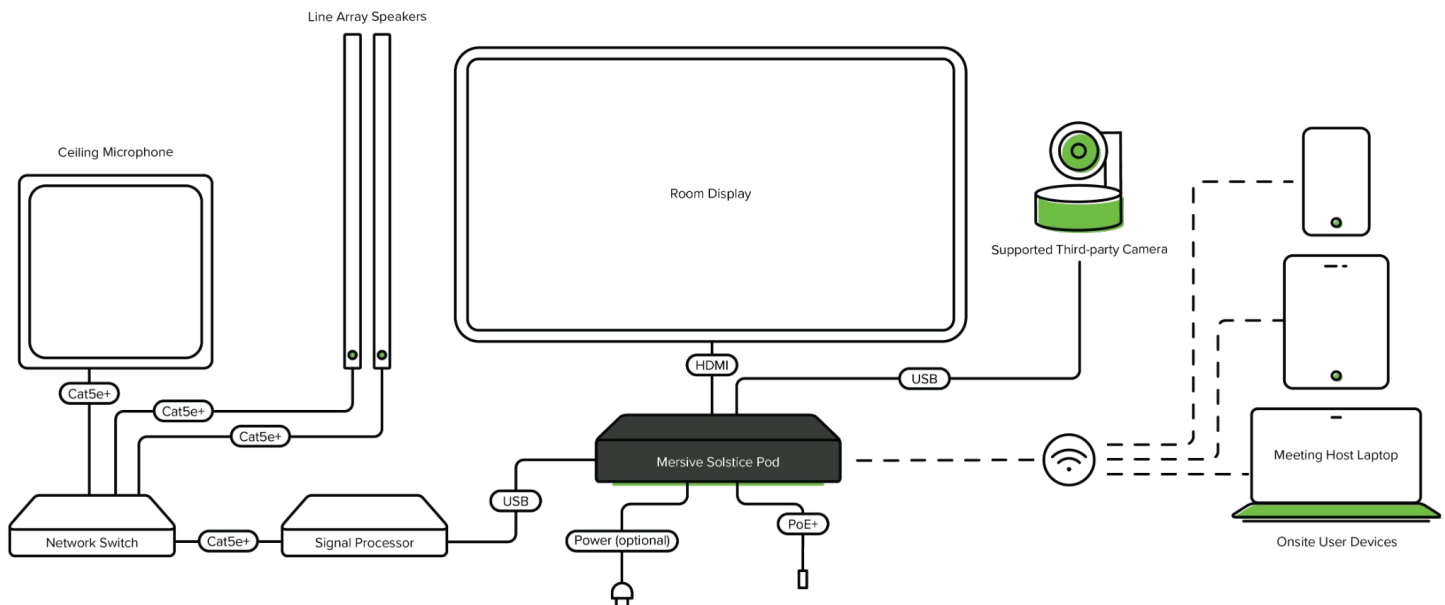 Line Array Speakers
Ceiling Microphone
Room Display
Supported Third-party Camera
HDMI
USB
Cat5e+
Cat5e+
Cat5e+
Mersive Solstice Pod
Meeting Host Laptop
USB
PoE+
Network Switch
Cat5e+
Signal Processor
Power (optional)
Onsite User Devices